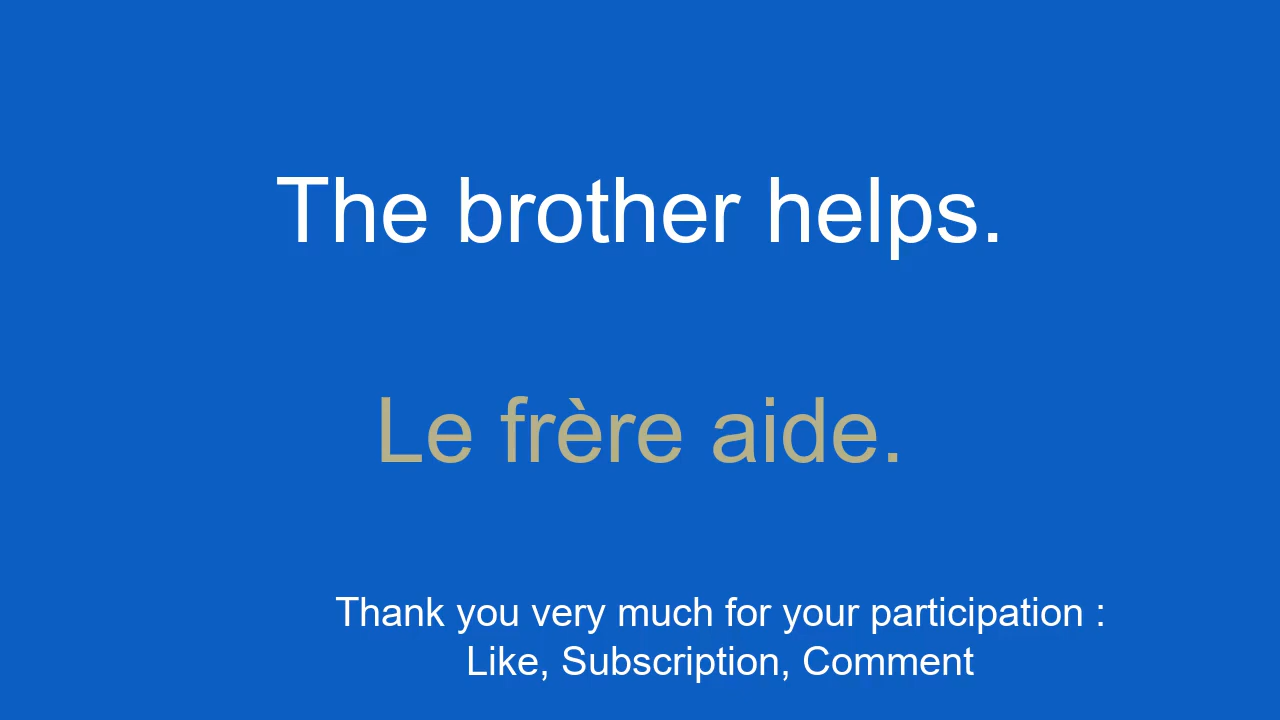 The brother helps.
Le frère aide.
Thank you very much for your participation :
Like, Subscription, Comment